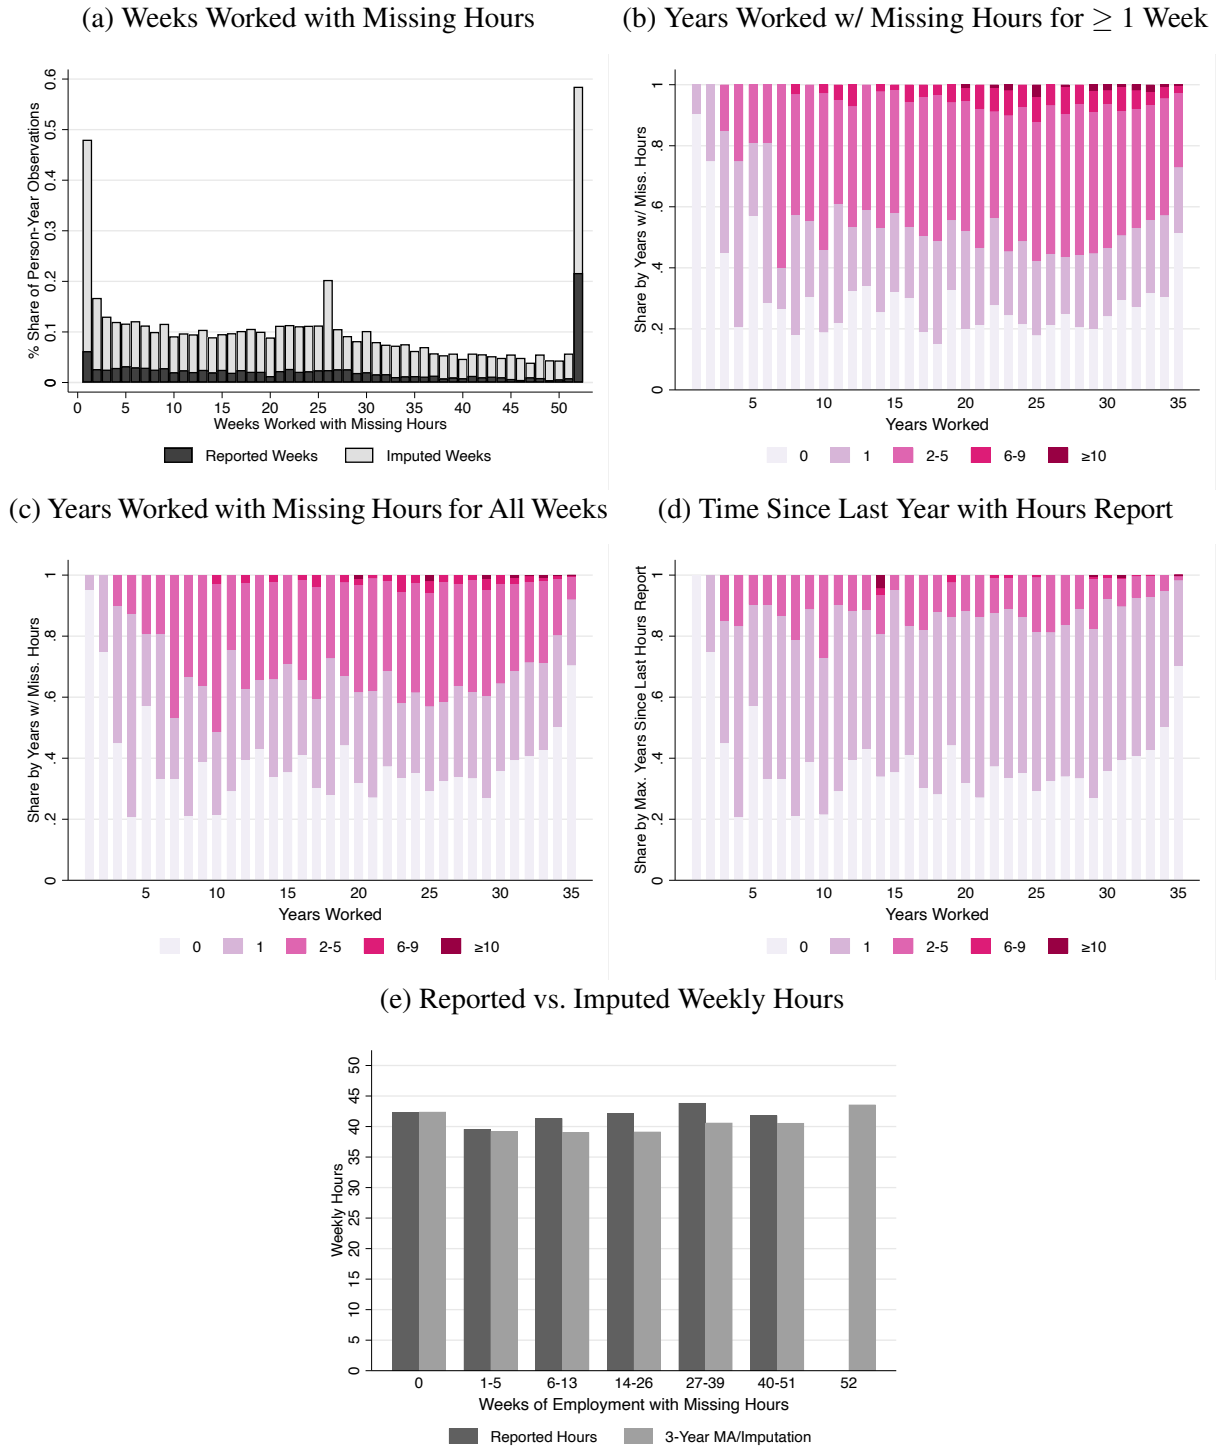 (a) Weeks Worked with Missing Hours
% Share of Person-Year Observations
0.6
0.5
0.4
0.3
0.2
0.1
0
0 5 10 15 20 25 30 35 40 45 50
Weeks Worked with Missing Hours
Reported Weeks Imputed Weeks
(b) Years Worked w/ Missing Hours for ≥ 1 Week
Share by Years w/ Miss. Hours
1
.8
.6
.4
.2
0
5 10 15 20 25 30 35
Years Worked
0 1 2-5 6-9 ≥10
(c) Years Worked with Missing Hours for All Weeks
Share by Years w/ Miss. Hours
1
.8
.6
.4
.2
0
5 10 15 20 25 30 35
Years Worked
0 1 2-5 6-9 ≥10
(d) Time Since Last Year with Hours Report
Share by Max. Years Since Last Hours Report
1
.8
.6
.4
.2
0
5 10 15 20 25 30 35
Years Worked
0 1 2-5 6-9 ≥10
(e) Reported vs. Imputed Weekly Hours
Weekly Hours
50
45
40
35
30
25
20
15
10
5
0
0 1-5 6-13 14-26 27-39 40-51 52
Weeks of Employment with Missing Hours
Reported Hours 3-Year MA/Imputation